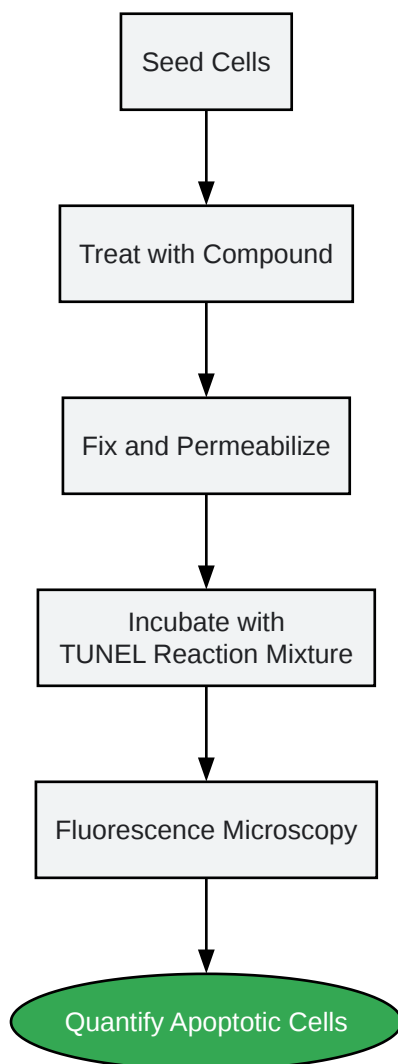 Seed Cells
Treat with Compound
Fix and Permeabilize
Incubate with
TUNEL Reaction Mixture
Fluorescence Microscopy
Quantify Apoptotic Cells